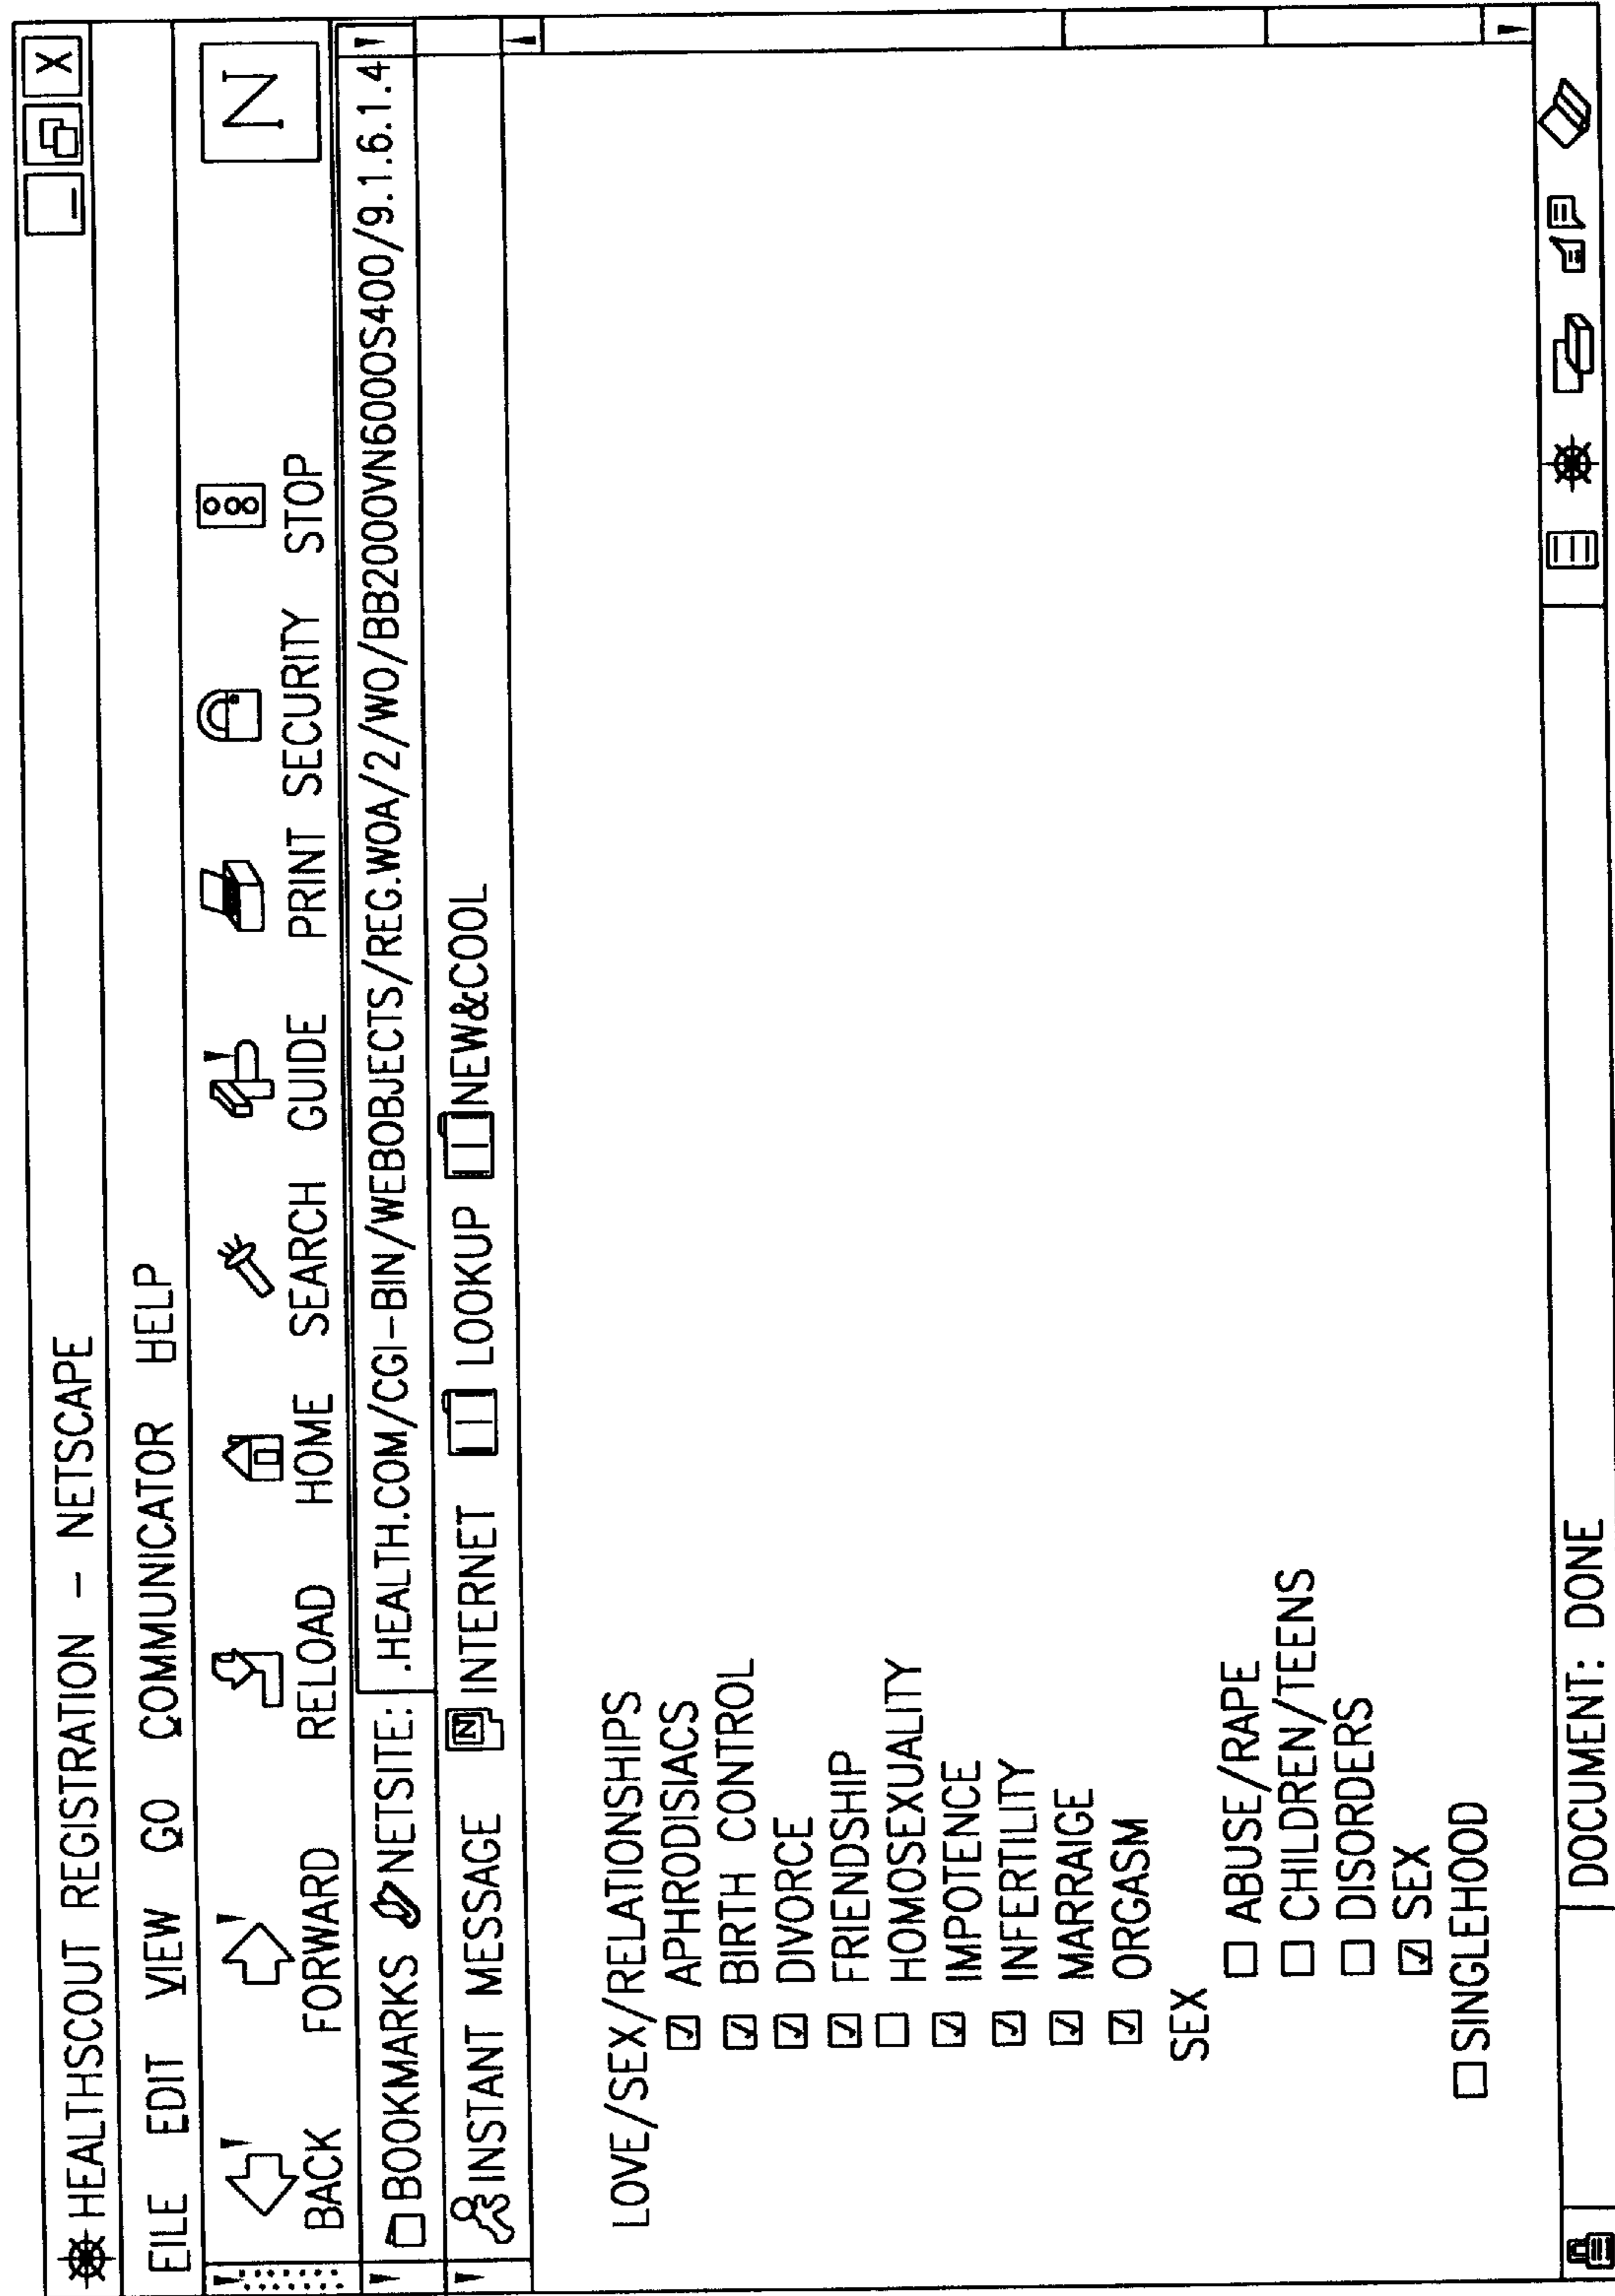 HEALTHSCOUT REGISTRATION - NETSCAPE X
FILE EDIT VIEW GO COMMUNICATOR HELP
N
BACK FORWARD RELOAD HOME SEARCH GUIDE PRINT SECURITY STOP
BOOKMARKS NETSITE: .HEALTH.COM/CGI-BIN/WEBOBJECTS/REG.WOA/2/WO/BB2000VN6000S400/9.1.6.1.4
INSTANT MESSAGE N INTERNET LOOKUP NEW&COOL
LOVE/SEX/RELATIONSHIPS
APHRODISIACS
BIRTH CONTROL
DIVORCE
FRIENDSHIP
HOMOSEXUALITY
IMPOTENCE
INFERTILITY
MARRAIGE
ORGASM
SEX
ABUSE/RAPE
CHILDREN/TEENS
DISORDERS
SEX
SINGLEHOOD
DOCUMENT: DONE